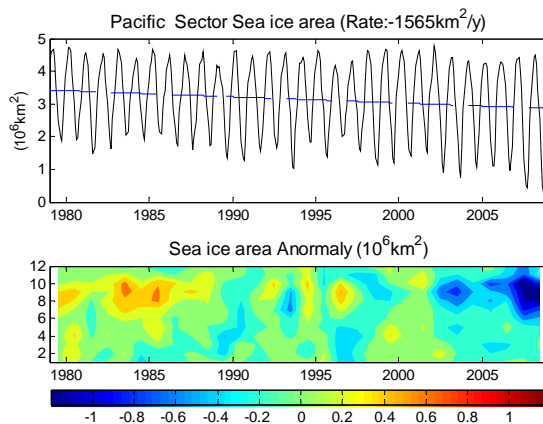 Pacific Sector Sea ice area (Rate:-1565km²/y)
5
4
3
2
1
0
(10⁶km²)
1980 1985 1990 1995 2000 2005
Sea ice area Anormaly (10⁶km²)
12
10
8
6
4
2
1980 1985 1990 1995 2000 2005
-1 -0.8 -0.6 -0.4 -0.2 0 0.2 0.4 0.6 0.8 1